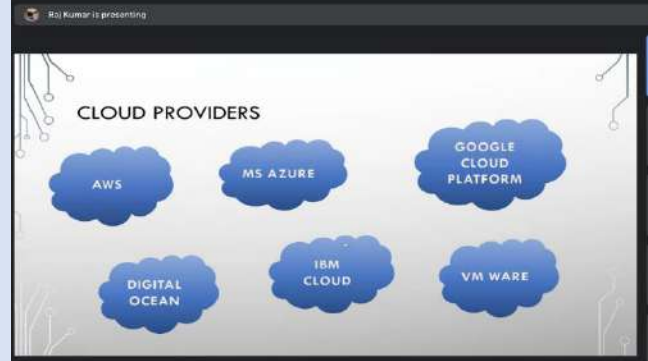 Raj Kumar is presenting
CLOUD PROVIDERS
AWS
MS AZURE
GOOGLE
CLOUD
PLATFORM
DIGITAL
OCEAN
IBM
CLOUD
VM WARE